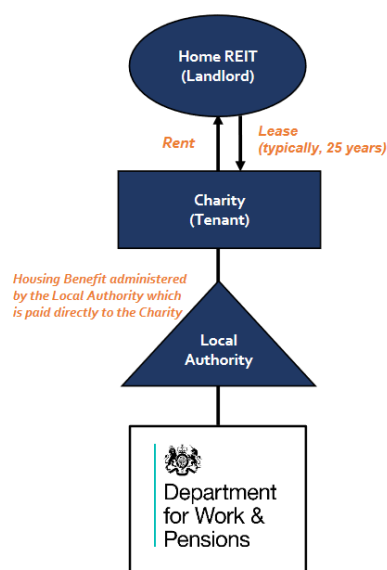 Home REIT
(Landlord)
Rent
Lease
(typically, 25 years)
Charity
(Tenant)
Housing Benefit administered
by the Local Authority which
is paid directly to the Charity
Local
Authority
Department
for Work &
Pensions